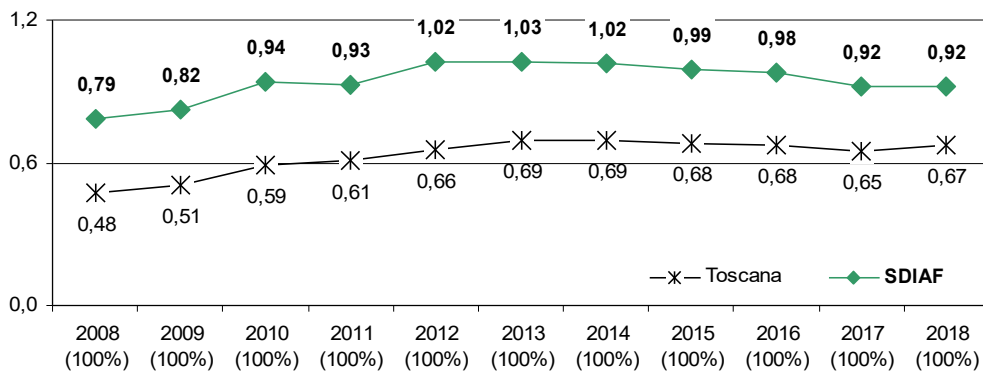 1,2
0,79 0,82 0,94 0,93 1,02 1,03 1,02 0,99 0,98 0,92 0,92
0,6
0,48 0,51 0,59 0,61 0,66 0,69 0,69 0,68 0,68 0,65 0,67
Toscana SDIAF
0,0
2008 2009 2010 2011 2012 2013 2014 2015 2016 2017 2018
(100%) (100%) (100%) (100%) (100%) (100%) (100%) (100%) (100%) (100%) (100%)